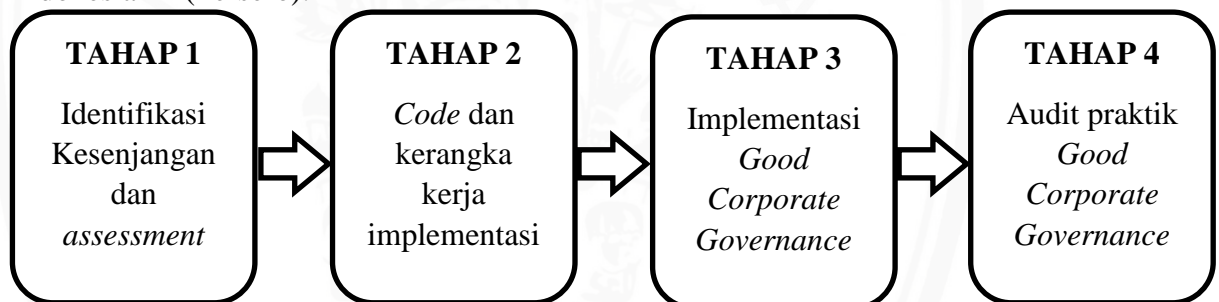 TAHAP 1
Identifikasi
Kesenjangan
dan
assessment
TAHAP 2
Code dan
kerangka
kerja
implementasi
TAHAP 3
Implementasi
Good
Corporate
Governance
TAHAP 4
Audit praktik
Good
Corporate
Governance